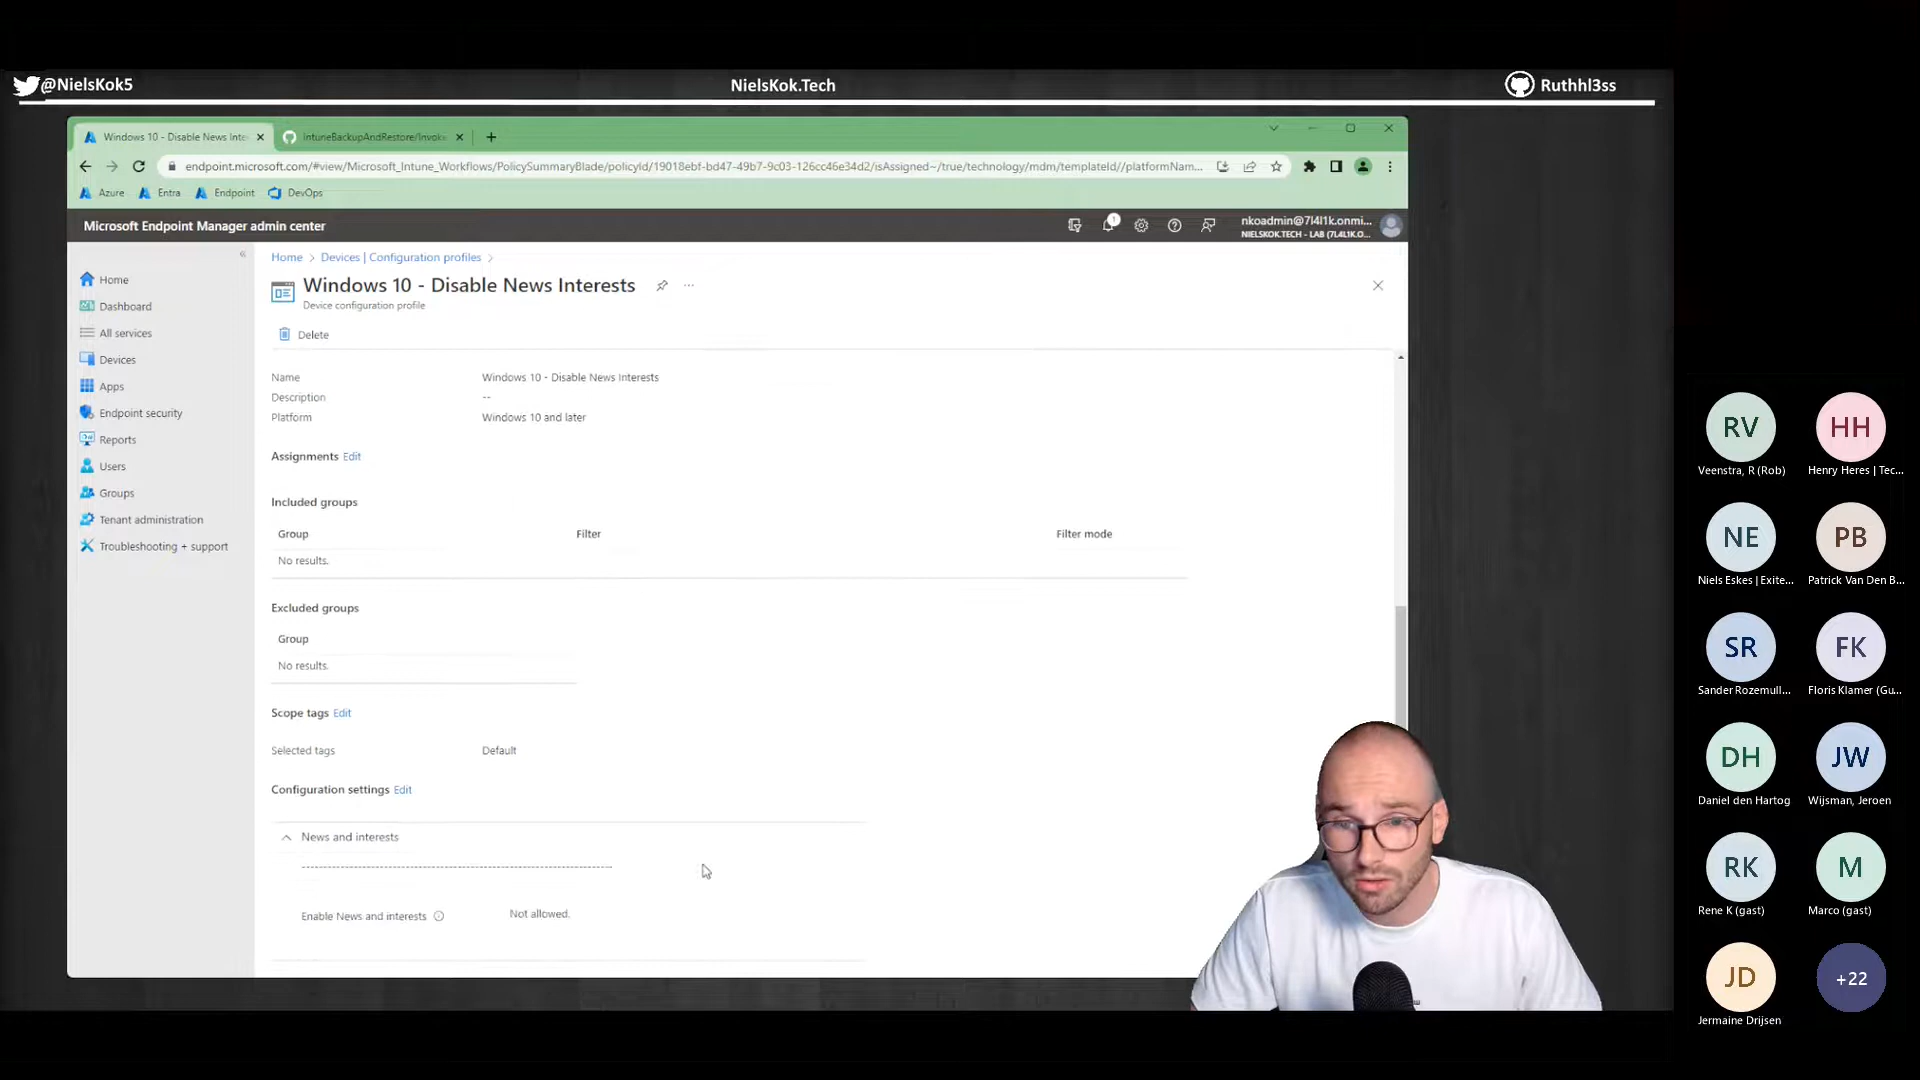 @NielsKok5
NielsKok.Tech
Ruthhl3ss
Windows 10 - Disable News Inte
IntuneBackupAndRestore/Invoke
endpoint.microsoft.com/#view/Microsoft_Intune_Workflows/PolicySummaryBlade/policyId/19018ebf-bd47-49b7-9c03-126cc46e34d2/isAssigned~/true/technology/mdm/templateId//platformNam...
Azure
Entra
Endpoint
DevOps
Microsoft Endpoint Manager admin center
1
nkoadmin@7l4l1k.onmi...
NIELSKOK.TECH - LAB (7L4L1K.O...
Home > Devices | Configuration profiles >
Home
Dashboard
All services
Devices
Apps
Endpoint security
Reports
Users
Groups
Tenant administration
Troubleshooting + support
Windows 10 - Disable News Interests
Device configuration profile
Delete
Name Windows 10 - Disable News Interests
Description --
Platform Windows 10 and later
Assignments Edit
Included groups
Group Filter Filter mode
No results.
Excluded groups
Group
No results.
Scope tags Edit
Selected tags Default
Configuration settings Edit
News and interests
Enable News and interests Not allowed.
RV
Veenstra, R (Rob)
HH
Henry Heres | Tec...
NE
Niels Eskes | Exite...
PB
Patrick Van Den B...
SR
Sander Rozemull...
FK
Floris Klamer (Gu...
DH
Daniel den Hartog
JW
Wijsman, Jeroen
RK
Rene K (gast)
M
Marco (gast)
JD
Jermaine Drijsen
+22